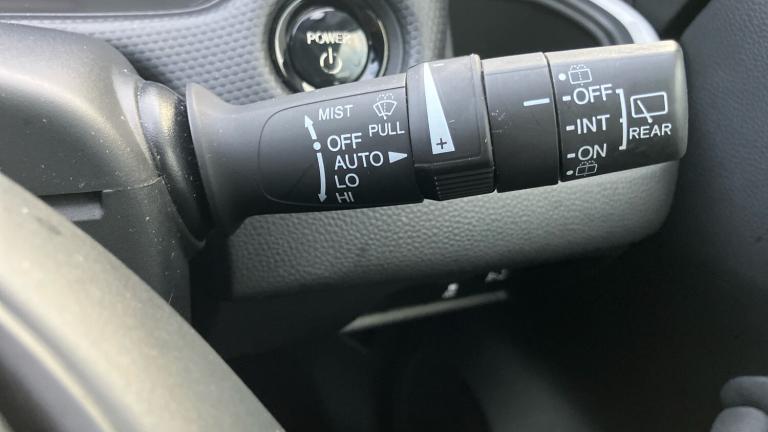 POWER
MIST
OFF
PULL
AUTO
LO
HI
+
OFF
INT
ON
REAR